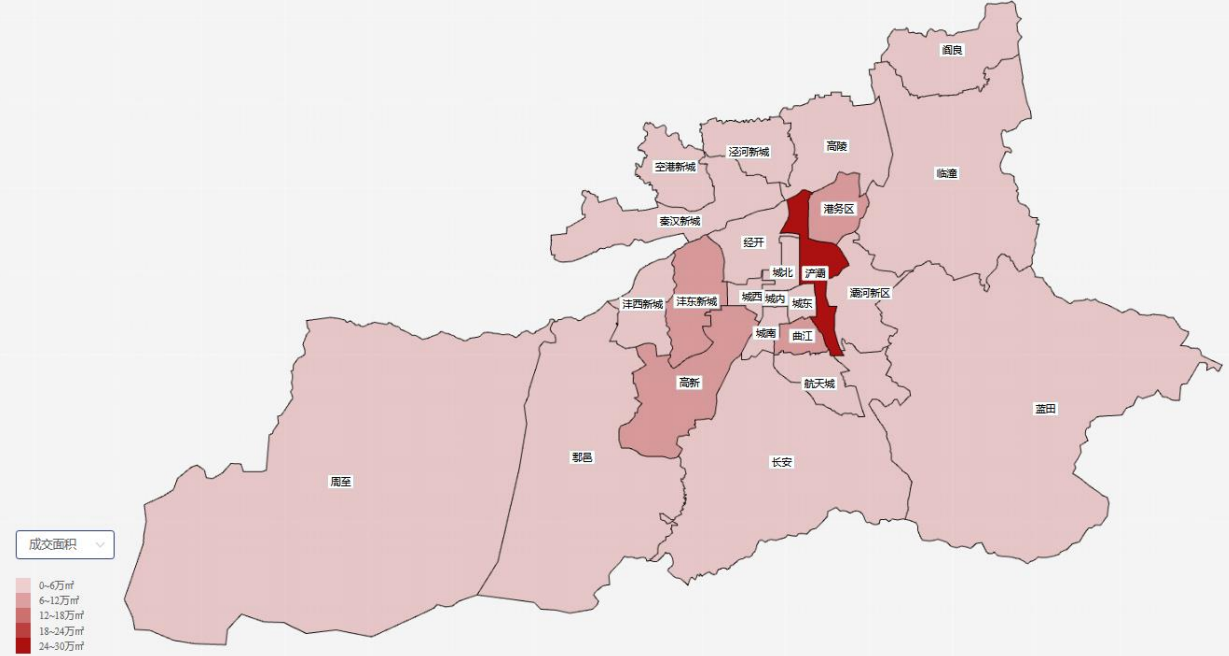 阎良
高陵
泾河新城
空港新城
临潼
港务区
秦汉新城
经开
城北
浐灞
灞河新区
沣西新城
沣东新城
城西
城内
城东
城南
曲江
高新
航天城
蓝田
鄠邑
长安
周至
成交面积
0~6万㎡
6~12万㎡
12~18万㎡
18~24万㎡
24~30万㎡